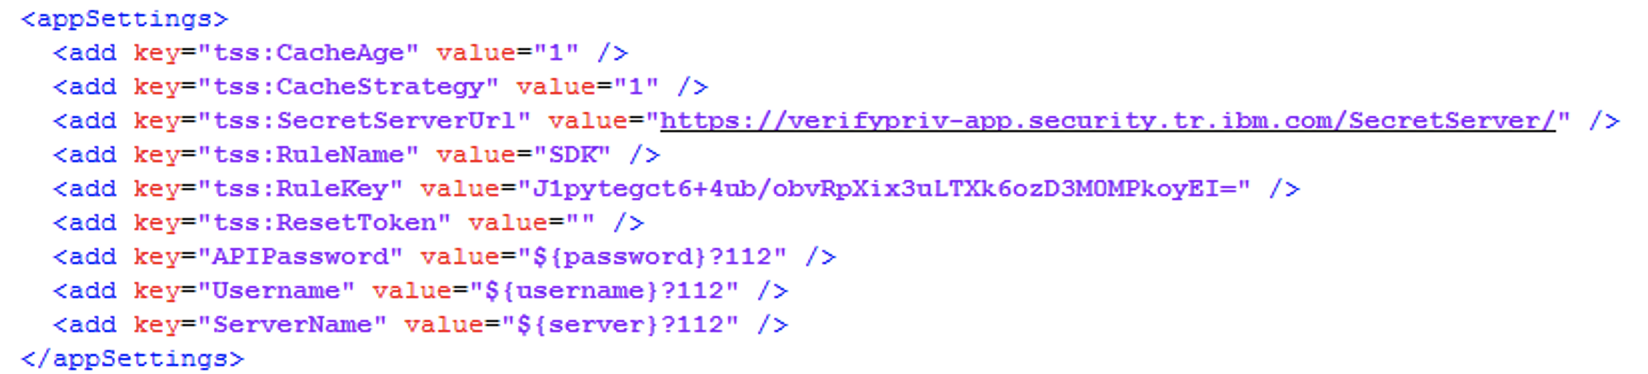 <appSettings>
<add key="tss:CacheAge" value="1" />
<add key="tss:CacheStrategy" value="1" />
<add key="tss:SecretServerUrl" value="https://verifypriv-app.security.tr.ibm.com/SecretServer/" />
<add key="tss:RuleName" value="SDK" />
<add key="tss:RuleKey" value="J1pytegct6+4ub/obvRpXix3uLTXk6ozD3M0MPkoyEI=" />
<add key="tss:ResetToken" value="" />
<add key="APIPassword" value="${password}?112" />
<add key="Username" value="${username}?112" />
<add key="ServerName" value="${server}?112" />
</appSettings>